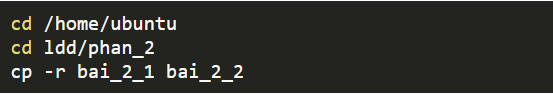 cd /home/ubuntu
cd ldd/phan_2
cp -r bai_2_1 bai_2_2